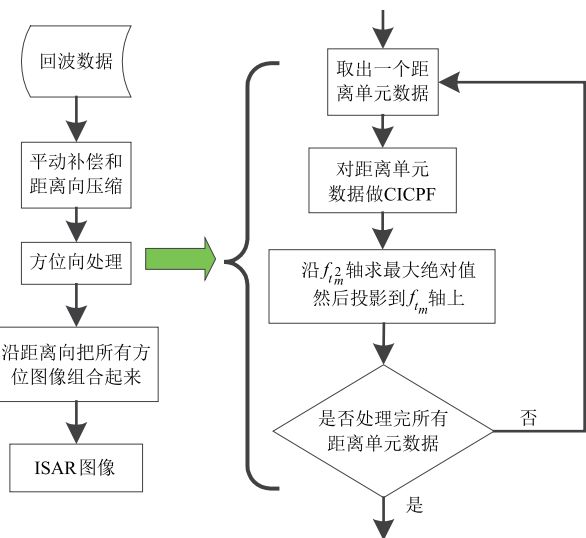 回波数据
平动补偿和
距离向压缩
方位向处理
沿距离向把所有方
位图像组合起来
ISAR图像
取出一个距
离单元数据
对距离单元
数据做CICPF
沿f_{t_m^2}轴求最大绝对值
然后投影到f_{t_m}轴上
是否处理完所有
距离单元数据
否
是